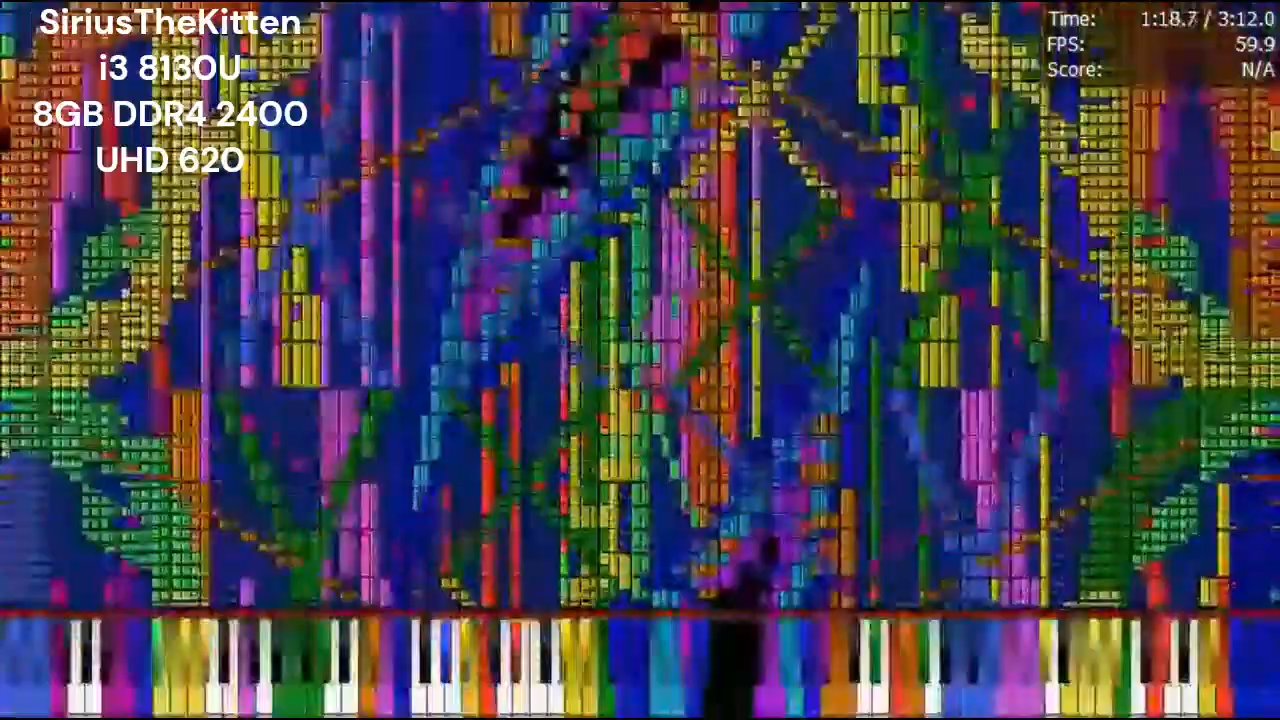 SiriusTheKitten
i3 8130U
8GB DDR4 2400
UHD 620
Time: 1:18.7 / 3:12.0
FPS: 59.9
Score: N/A